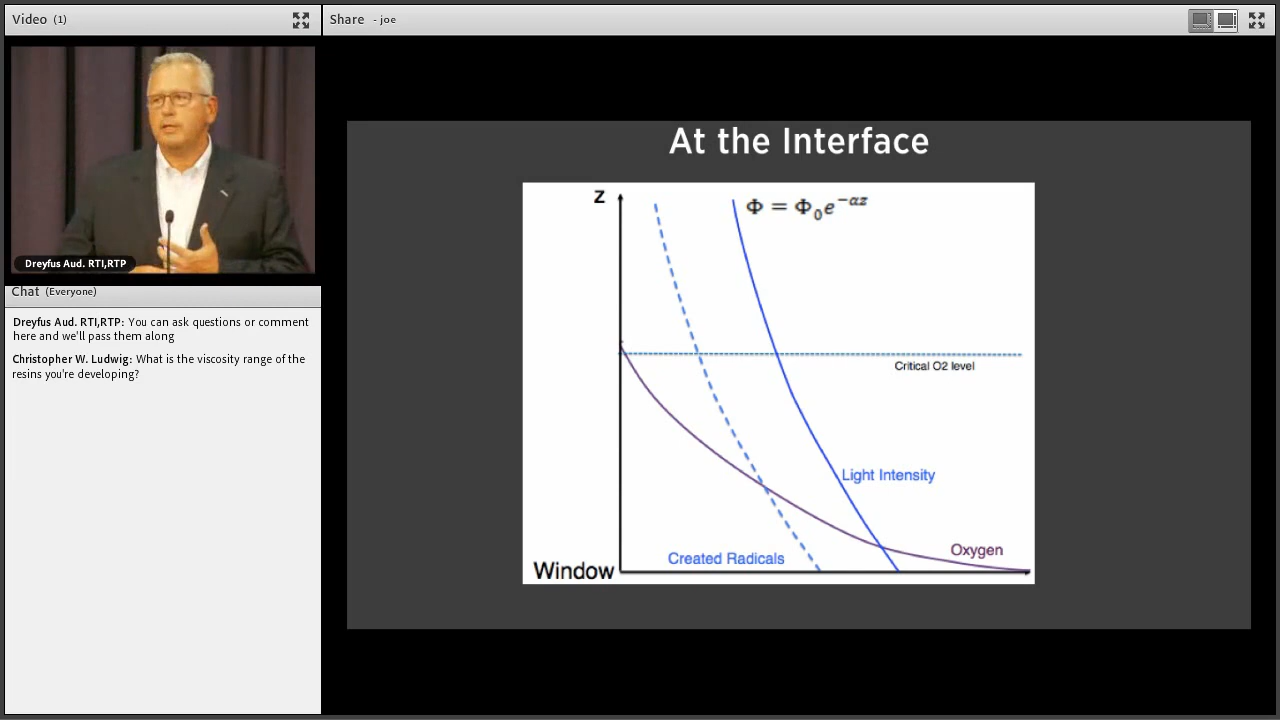 Video (1)
Share - joe
Dreyfus Aud. RTI,RTP
Chat (Everyone)
Dreyfus Aud. RTI,RTP: You can ask questions or comment
here and we'll pass them along
Christopher W. Ludwig: What is the viscosity range of the
resins you're developing?
At the Interface
Z
Φ = Φ₀e^{-αz}
Critical O2 level
Light Intensity
Oxygen
Created Radicals
Window